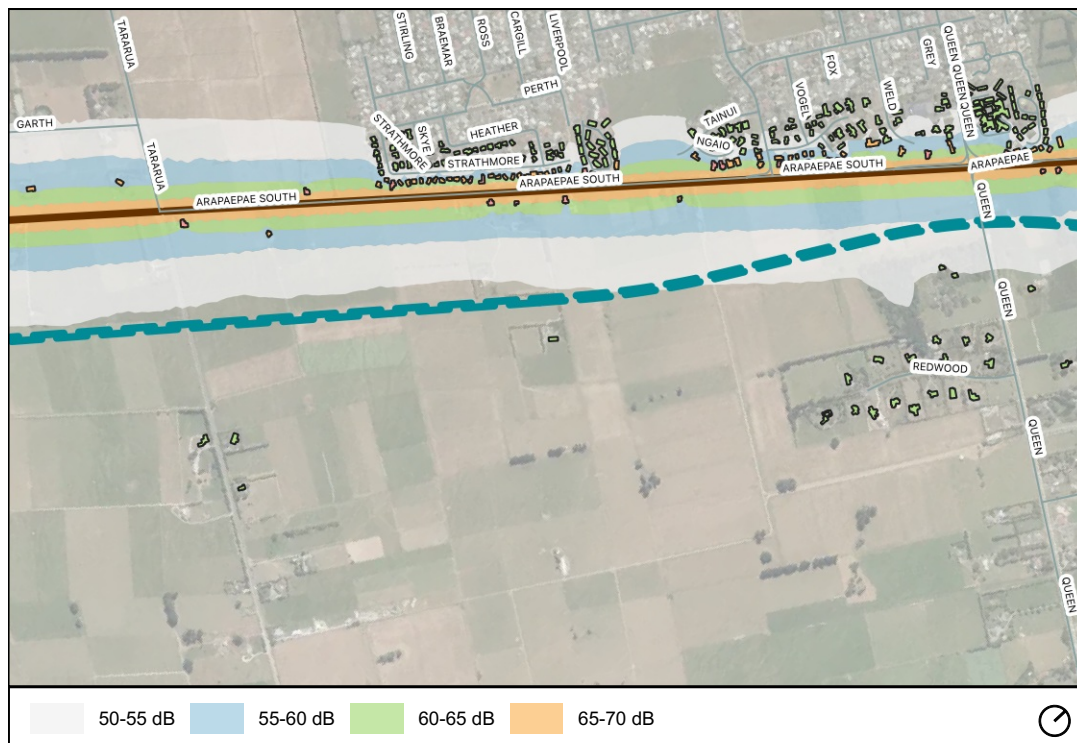 TARARUA
STIRLING
BRAEMAR
ROSS
CARGILL
LIVERPOOL
PERTH
FOX
VOGEL
WELD
GREY
QUEEN
QUEEN
QUEEN
GARTH
TARARUA
STRATHMORE
SKYE
HEATHER
STRATHMORE
TAINUI
NGAIO
ARAPAEPAE SOUTH
ARAPAEPAE SOUTH
ARAPAEPAE SOUTH
ARAPAEPAE
QUEEN
QUEEN
REDWOOD
QUEEN
QUEEN
50-55 dB
55-60 dB
60-65 dB
65-70 dB